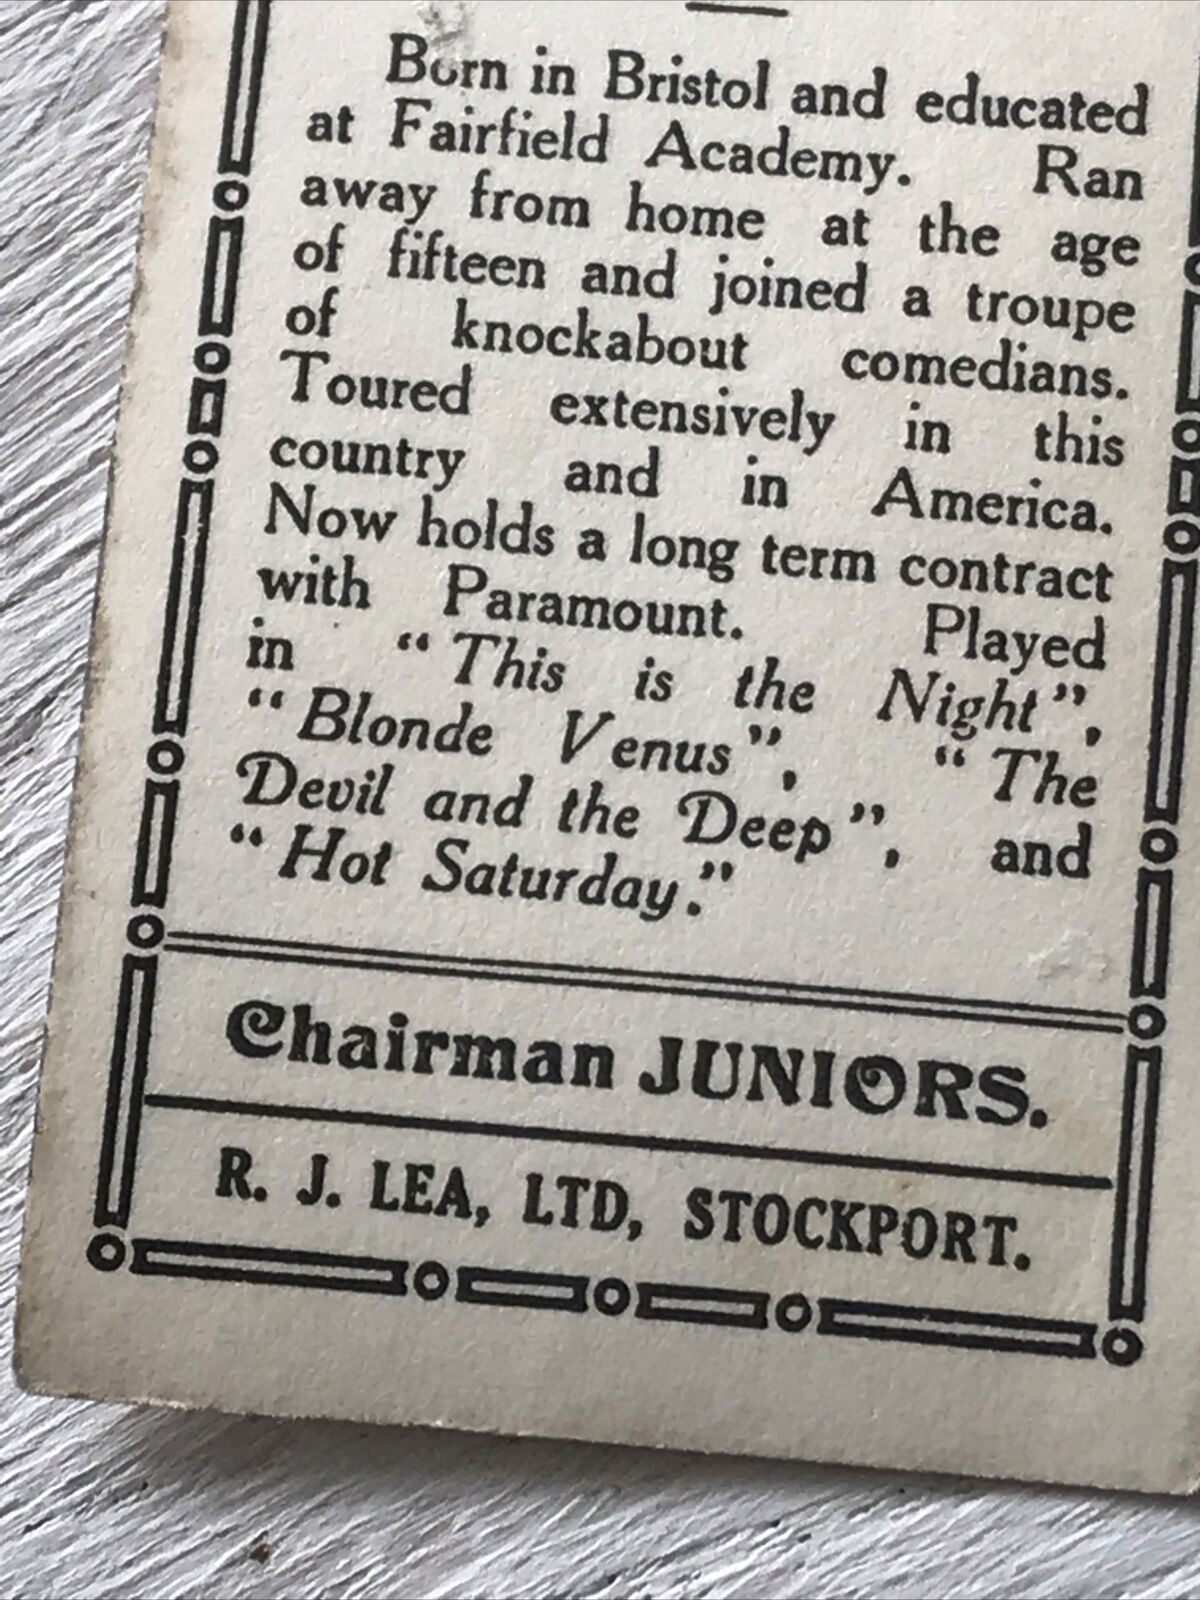 Born in Bristol and educated
at Fairfield Academy. Ran
away from home at the age
of fifteen and joined a troupe
of knockabout comedians.
Toured extensively in this
country and in America.
Now holds a long term contract
with Paramount. Played
in "This is the Night",
"Blonde Venus", "The
Devil and the Deep", and
"Hot Saturday."
Chairman JUNIORS.
R. J. LEA, LTD, STOCKPORT.